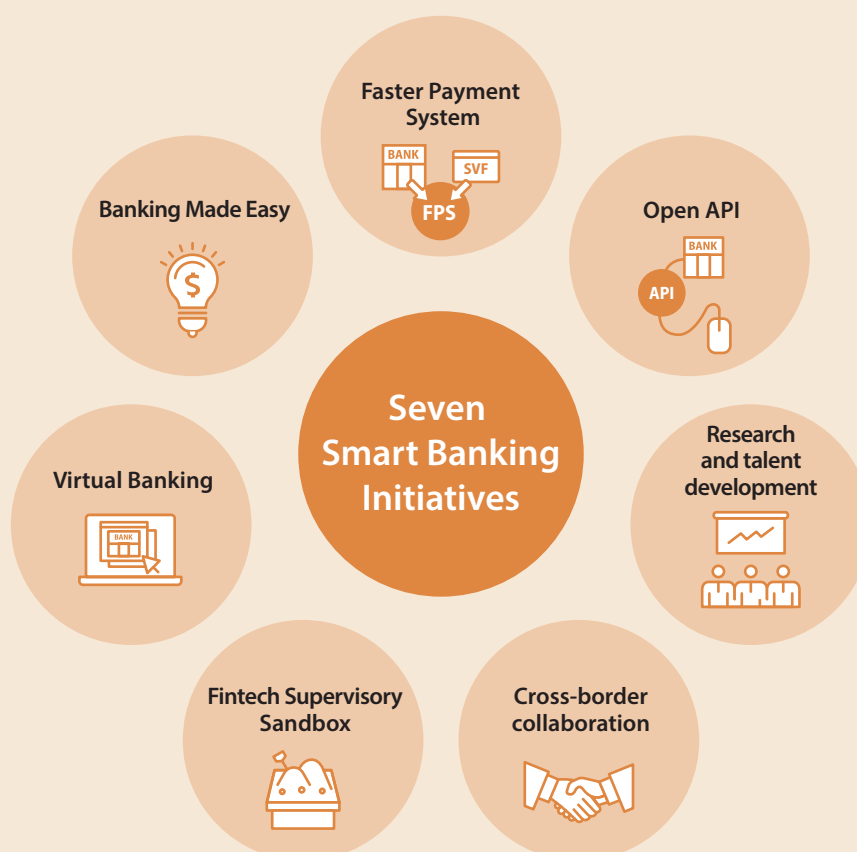 Faster Payment
System
BANK
SVF
FPS
Banking Made Easy
$
Open API
BANK
API
Seven
Smart Banking
Initiatives
Virtual Banking
BANK
Research
and talent
development
Fintech Supervisory
Sandbox
Cross-border
collaboration